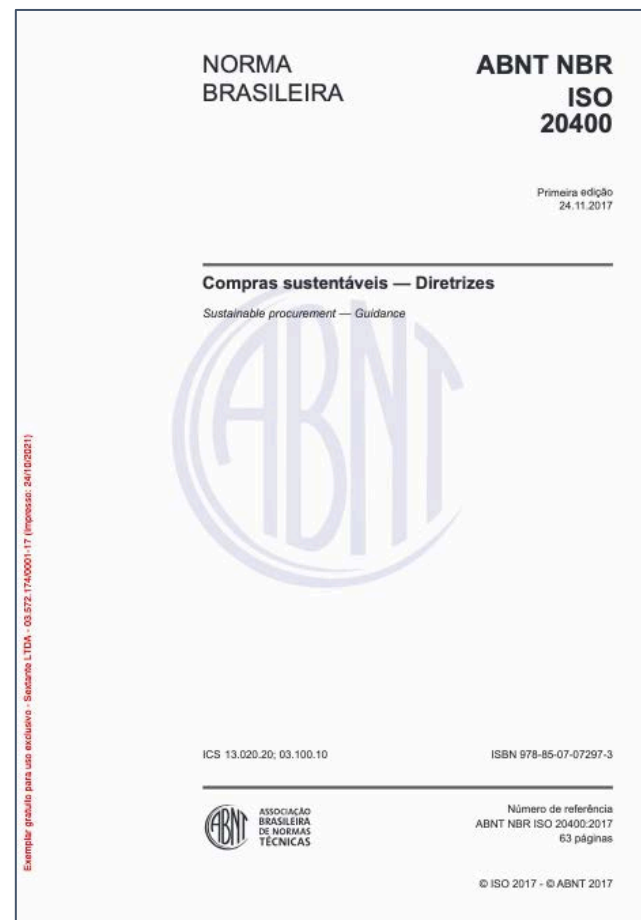 NORMA
BRASILEIRA
ABNT NBR
ISO
20400
Primeira edição
24.11.2017
Compras sustentáveis — Diretrizes
Sustainable procurement — Guidance
ABNT
Exemplar gratuito para uso exclusivo - Sextante LTDA - 03.572.174/0001-17 (Impresso: 24/10/2021)
ICS 13.020.20; 03.100.10
ISBN 978-85-07-07297-3
ABNT
ASSOCIAÇÃO
BRASILEIRA
DE NORMAS
TÉCNICAS
Número de referência
ABNT NBR ISO 20400:2017
63 páginas
© ISO 2017 - © ABNT 2017